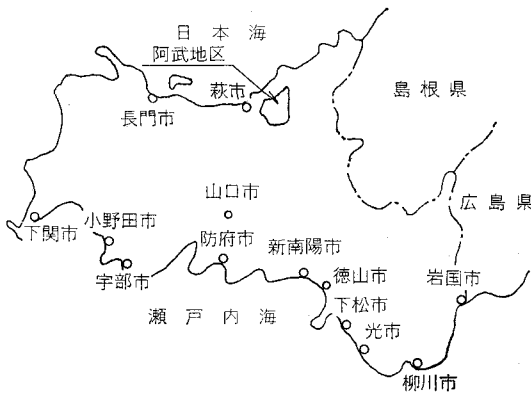 日本海
阿武地区
萩市
長門市
島根県
広島県
山口市
下関市
小野田市
宇部市
防府市
新南陽市
徳山市
下松市
光市
岩国市
柳川市
瀬戸内海